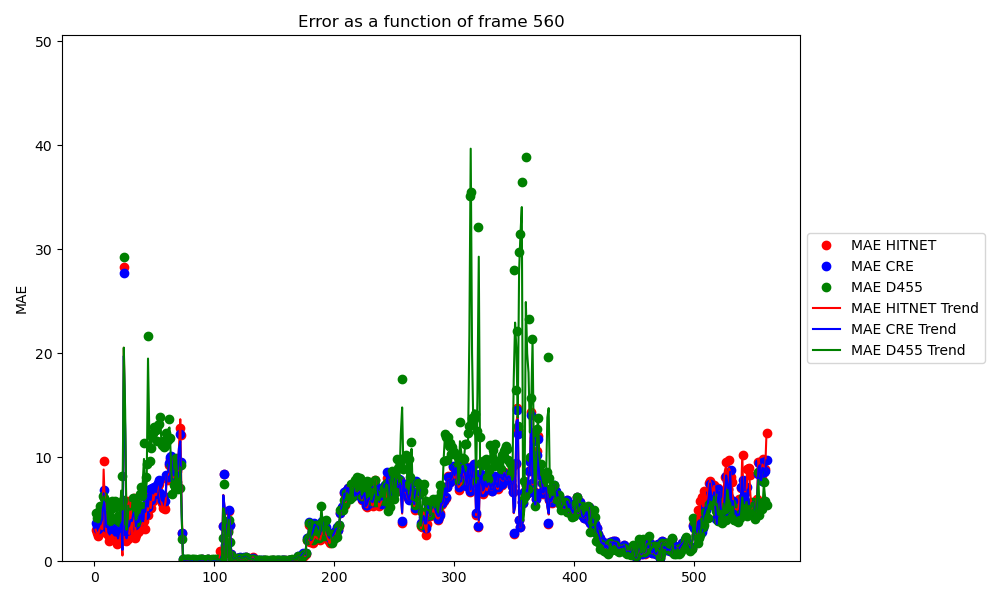 Error as a function of frame 560
MAE
50
40
30
20
10
0
0 100 200 300 400 500
MAE HITNET
MAE CRE
MAE D455
MAE HITNET Trend
MAE CRE Trend
MAE D455 Trend